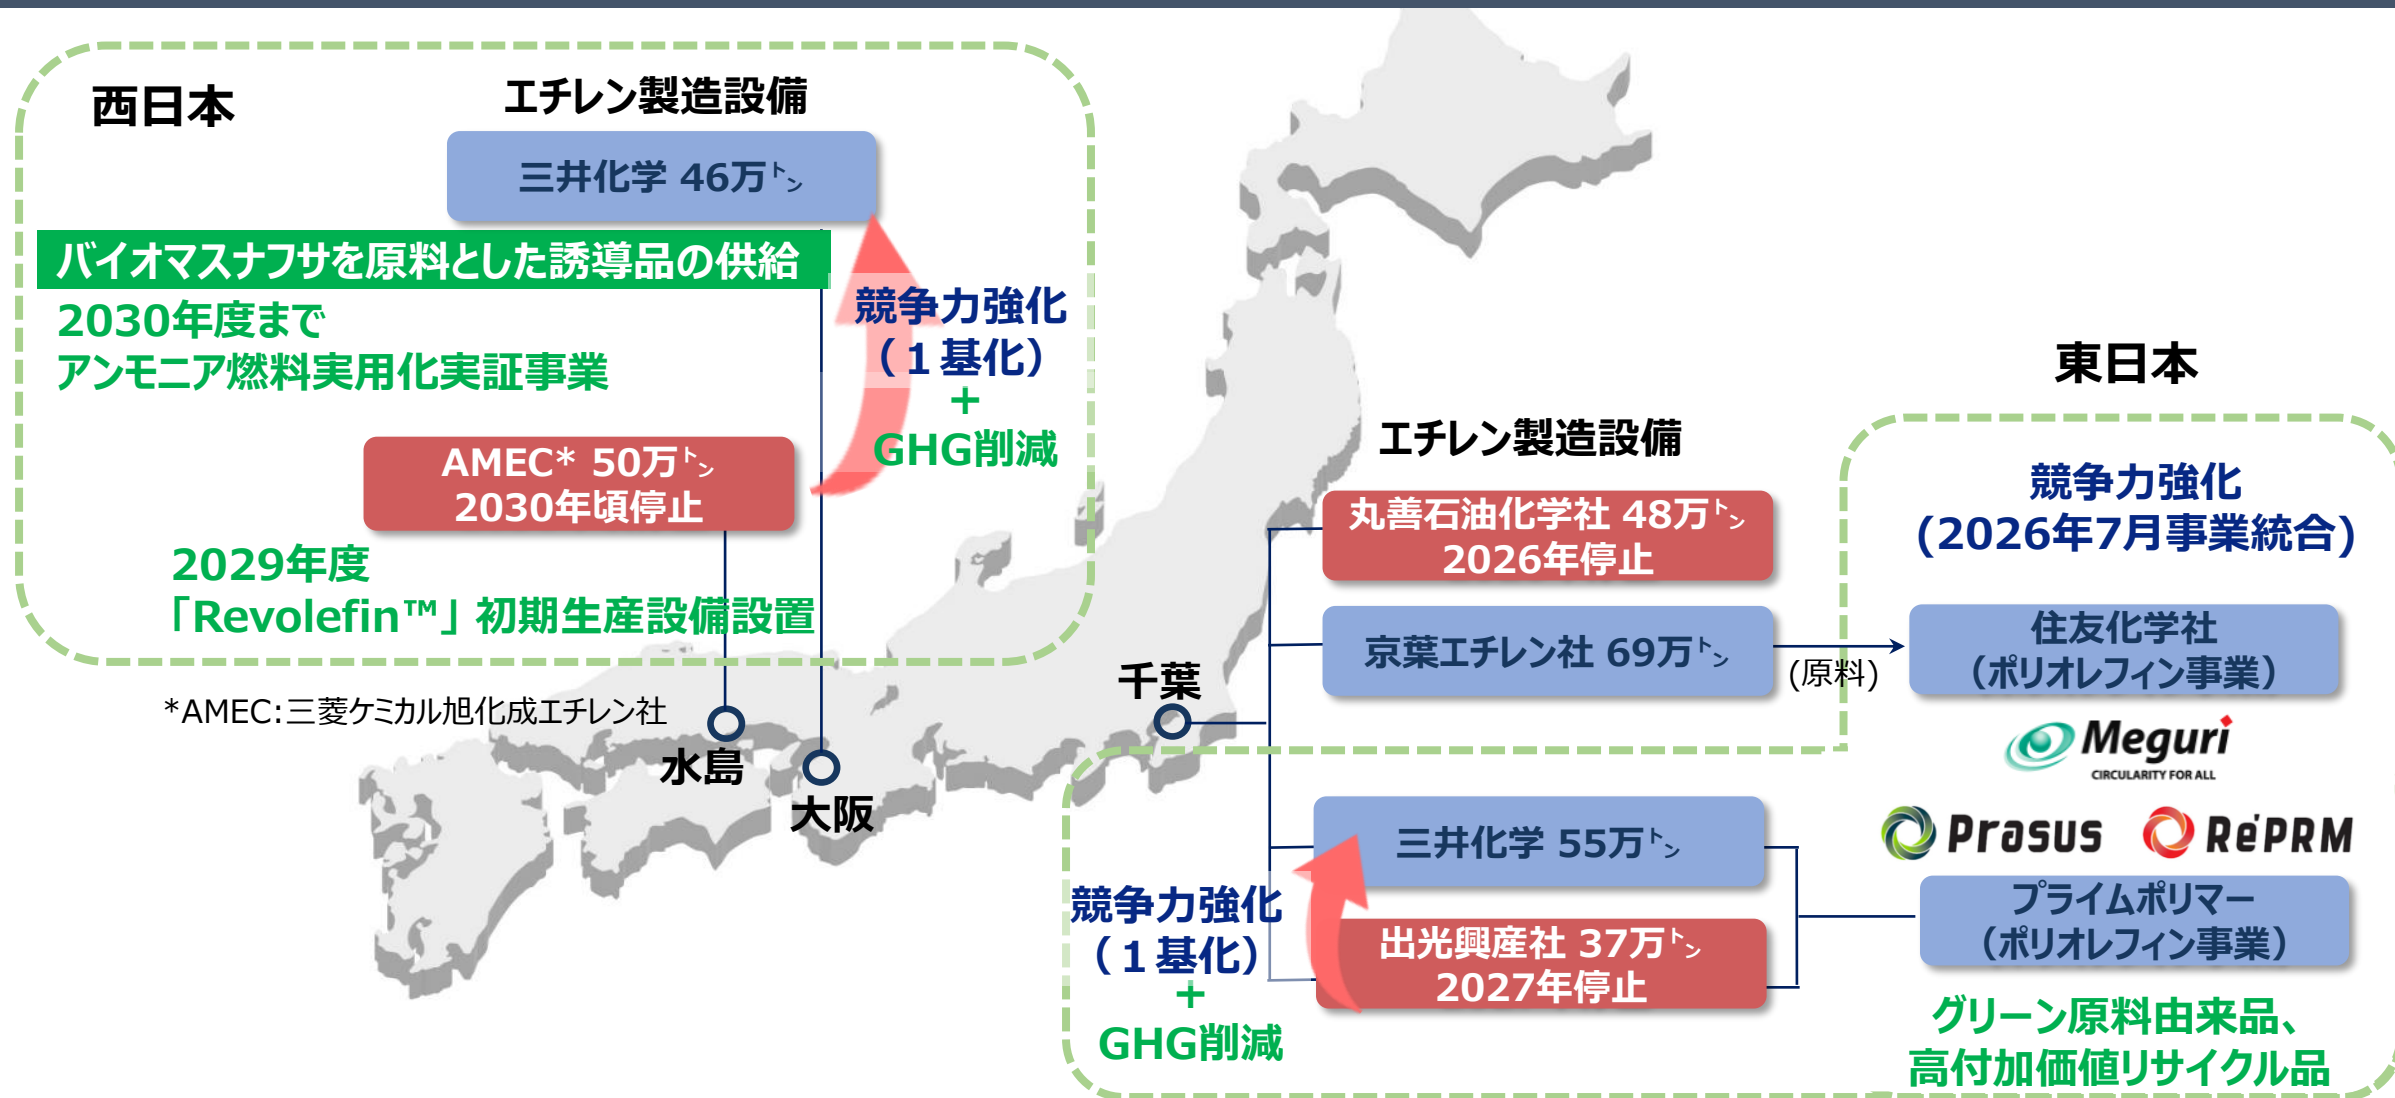 西日本
エチレン製造設備
三井化学 46万㌧
バイオマスナフサを原料とした誘導品の供給
2030年度まで
アンモニア燃料実用化実証事業
競争力強化
（１基化）
+
GHG削減
AMEC* 50万㌧
2030年頃停止
2029年度
「Revolefin™」初期生産設備設置
*AMEC:三菱ケミカル旭化成エチレン社
水島
大阪
千葉
エチレン製造設備
丸善石油化学社 48万㌧
2026年停止
京葉エチレン社 69万㌧
(原料)
三井化学 55万㌧
出光興産社 37万㌧
2027年停止
競争力強化
（１基化）
+
GHG削減
東日本
競争力強化
(2026年7月事業統合)
住友化学社
（ポリオレフィン事業）
Meguri
CIRCULARITY FOR ALL
Prasus
RéPRM
プライムポリマー
（ポリオレフィン事業）
グリーン原料由来品、
高付加価値リサイクル品